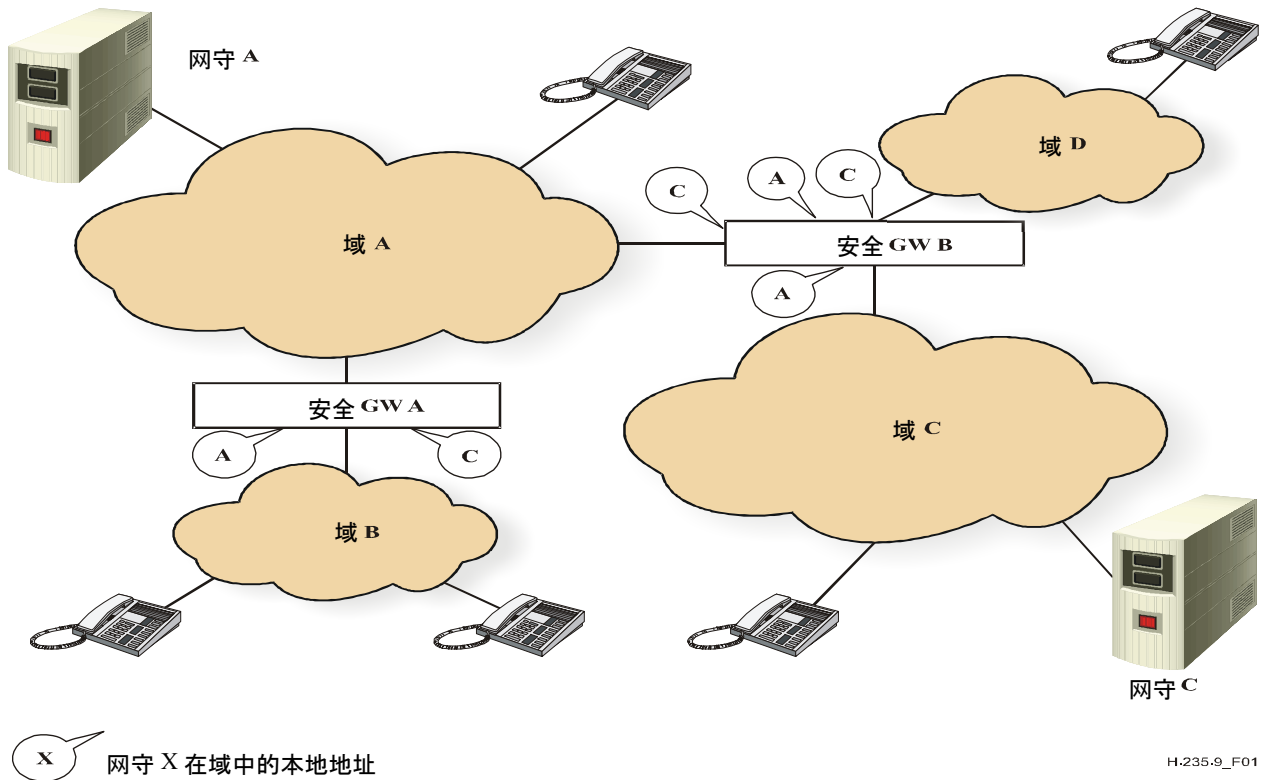 网守 A
域 D
C
A
C
域 A
安全 GW B
A
安全 GW A
A
C
域 C
域 B
网守 C
X
网守 X 在域中的本地地址
H.235.9_F01